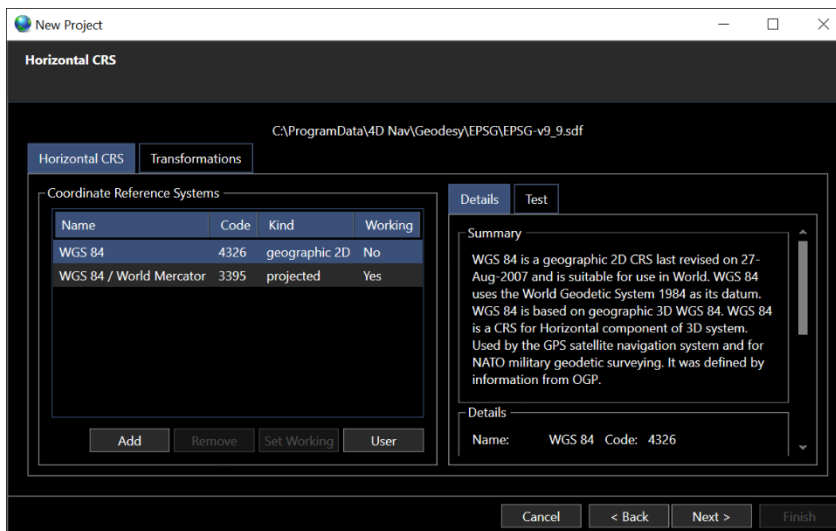 New Project
Horizontal CRS
C:\ProgramData\4D Nav\Geodesy\EPSG\EPSG-v9_9.sdf
Horizontal CRS
Transformations
Coordinate Reference Systems
Name Code Kind Working
WGS 84 4326 geographic 2D No
WGS 84 / World Mercator 3395 projected Yes
Add Remove Set Working User
Details Test
Summary
WGS 84 is a geographic 2D CRS last revised on 27-
Aug-2007 and is suitable for use in World. WGS 84
uses the World Geodetic System 1984 as its datum.
WGS 84 is based on geographic 3D WGS 84. WGS 84
is a CRS for Horizontal component of 3D system.
Used by the GPS satellite navigation system and for
NATO military geodetic surveying. It was defined by
information from OGP.
Details
Name: WGS 84 Code: 4326
Cancel < Back Next > Finish